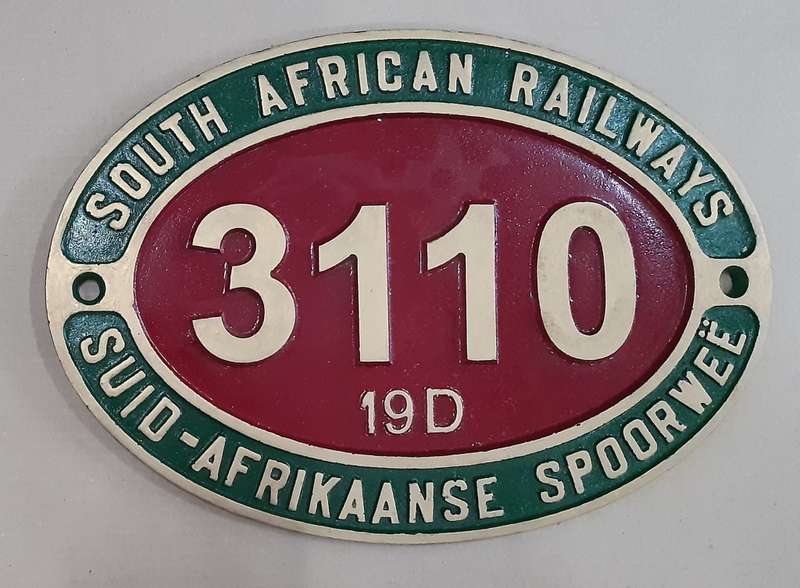 SOUTH AFRICAN RAILWAYS
3110
19D
SUID-AFRIKAANSE SPOORWEË